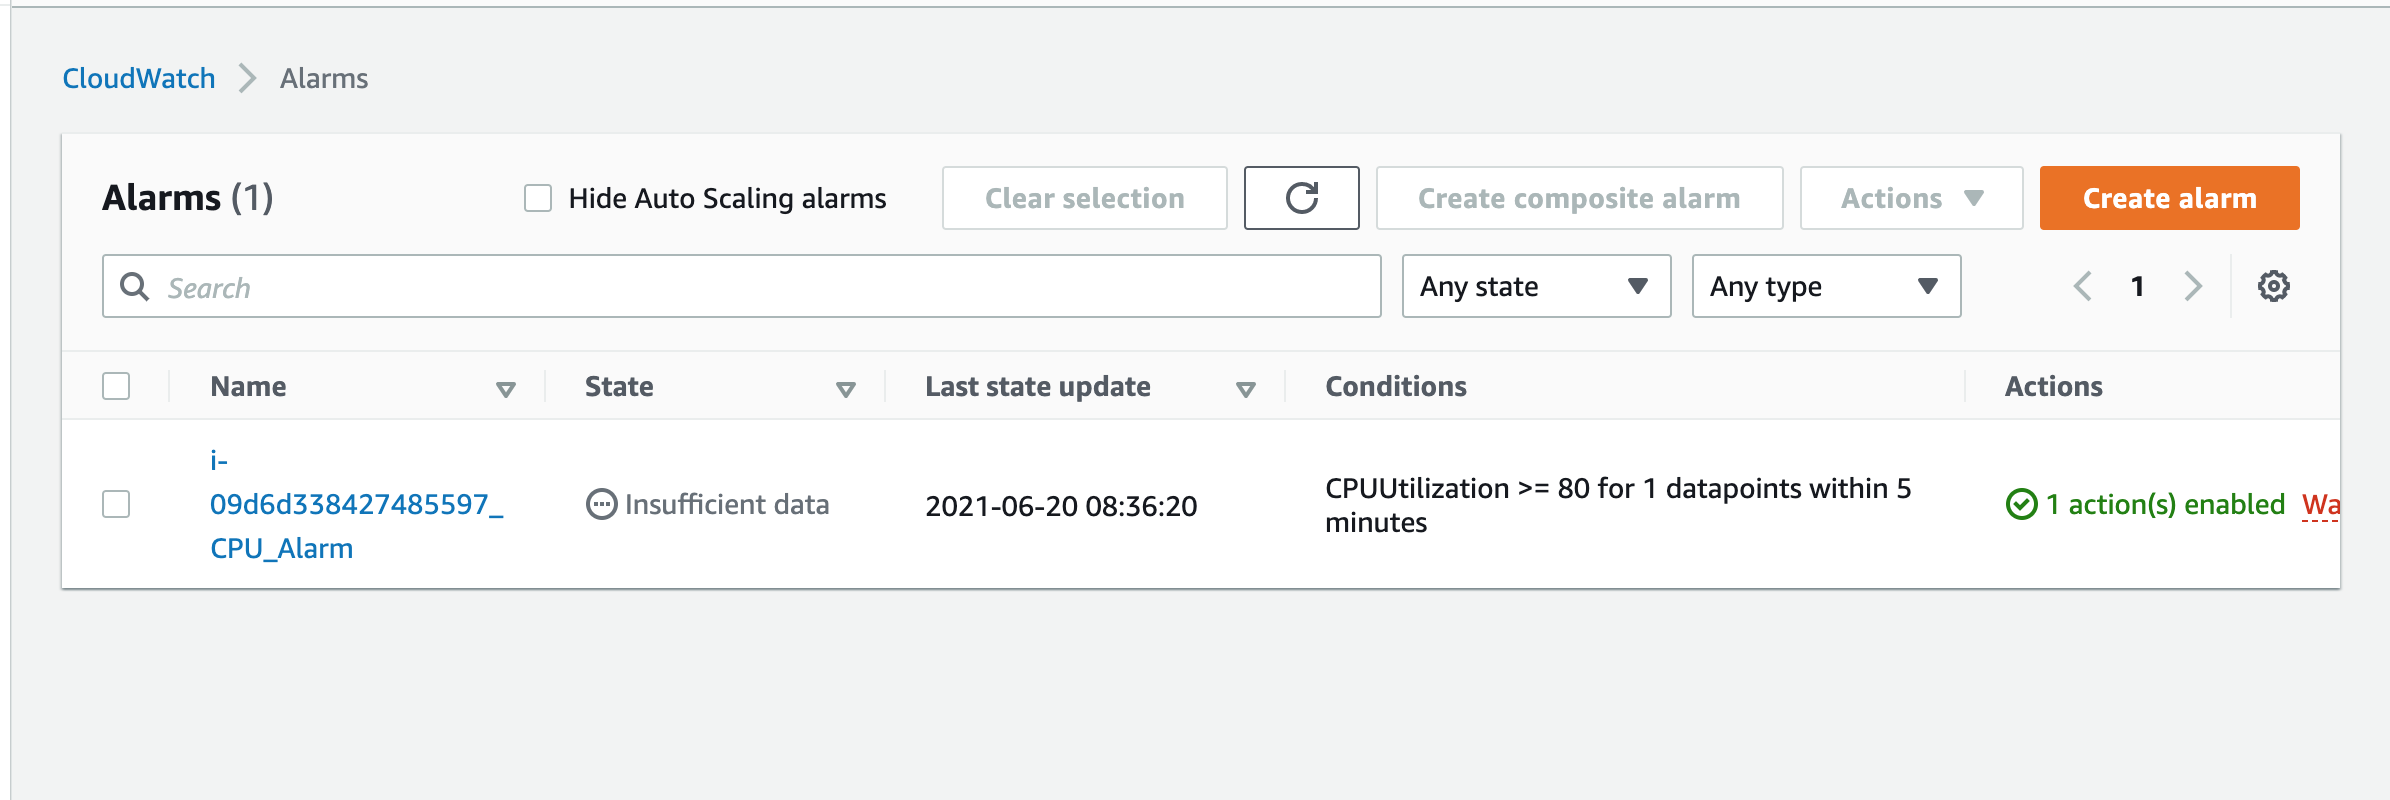 CloudWatch > Alarms
Alarms (1) Hide Auto Scaling alarms Clear selection Create composite alarm Actions Create alarm
Search Any state Any type 1
Name State Last state update Conditions Actions
i-
09d6d338427485597_
CPU_Alarm
Insufficient data
2021-06-20 08:36:20
CPUUtilization >= 80 for 1 datapoints within 5
minutes
1 action(s) enabled Wa